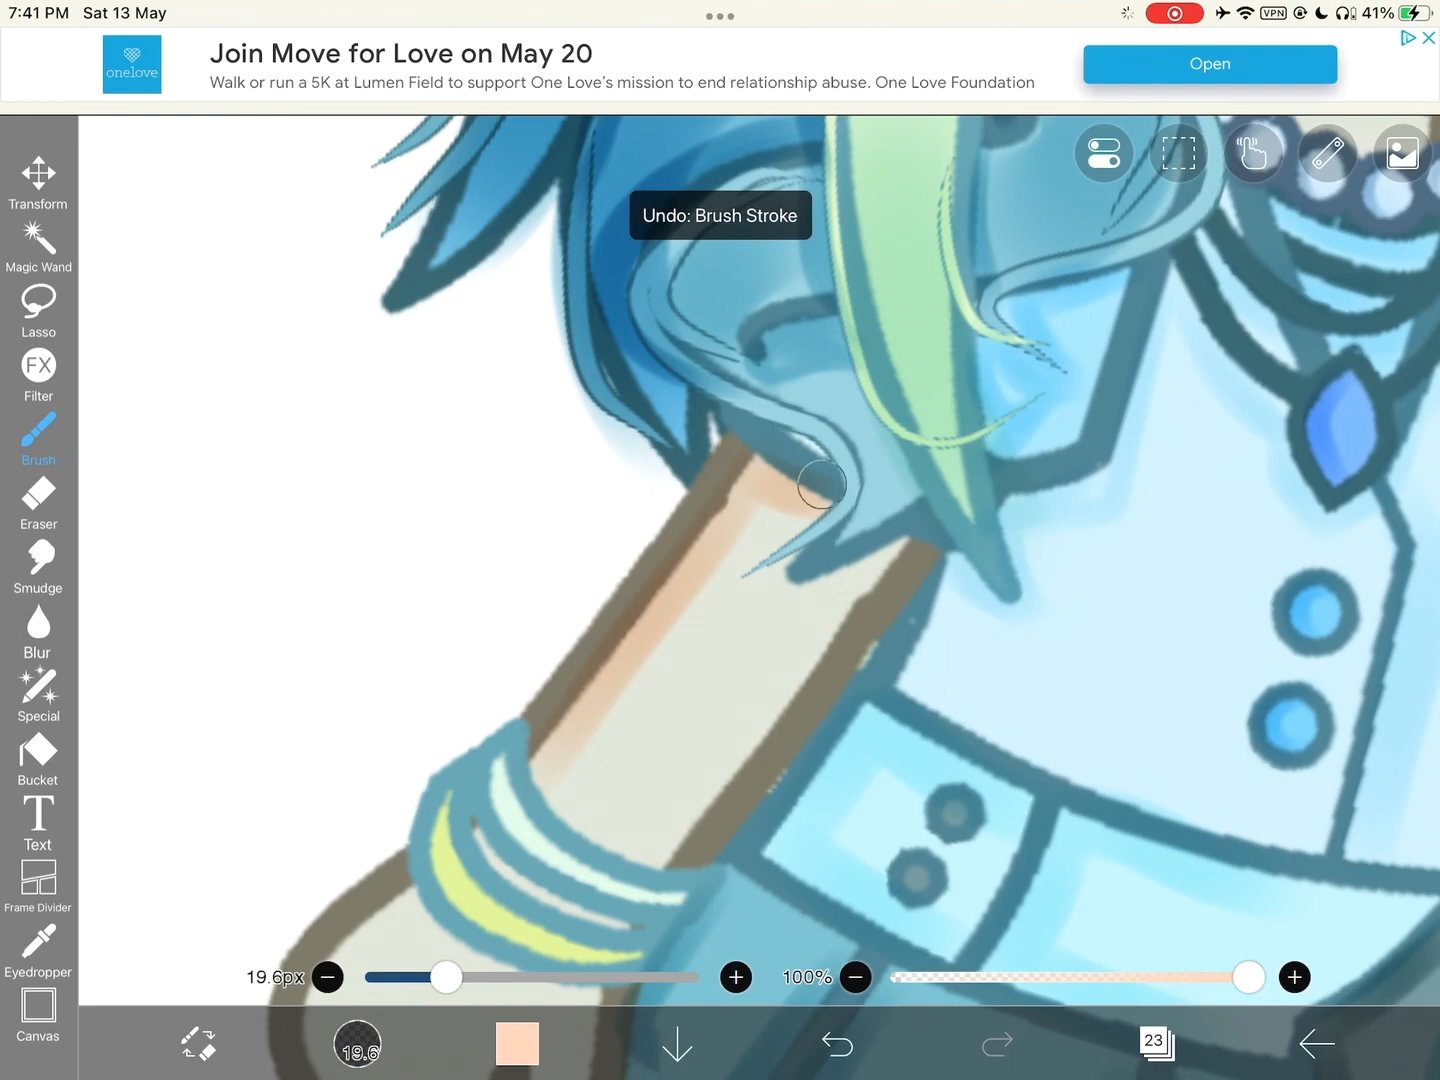 7:41 PM Sat 13 May
VPN
41%
onelove
Join Move for Love on May 20
Walk or run a 5K at Lumen Field to support One Love's mission to end relationship abuse. One Love Foundation
Open
Undo: Brush Stroke
Transform
Magic Wand
Lasso
FX
Filter
Brush
Eraser
Smudge
Blur
Special
Bucket
T
Text
Frame Divider
Eyedropper
Canvas
19.6px
100%
19.6
23